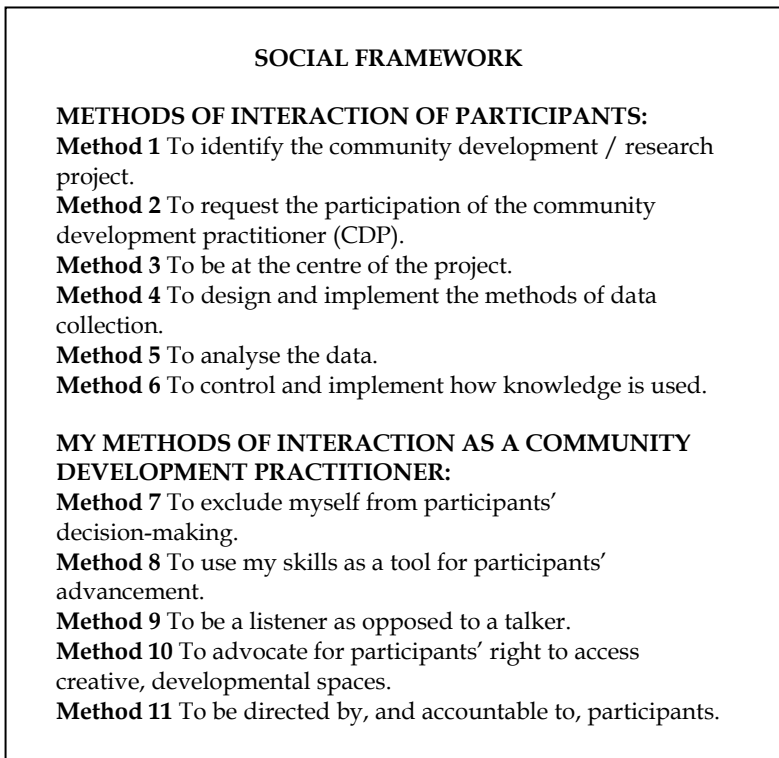 SOCIAL FRAMEWORK
METHODS OF INTERACTION OF PARTICIPANTS:
Method 1 To identify the community development / research
project.
Method 2 To request the participation of the community
development practitioner (CDP).
Method 3 To be at the centre of the project.
Method 4 To design and implement the methods of data
collection.
Method 5 To analyse the data.
Method 6 To control and implement how knowledge is used.
MY METHODS OF INTERACTION AS A COMMUNITY
DEVELOPMENT PRACTITIONER:
Method 7 To exclude myself from participants’
decision-making.
Method 8 To use my skills as a tool for participants’
advancement.
Method 9 To be a listener as opposed to a talker.
Method 10 To advocate for participants’ right to access
creative, developmental spaces.
Method 11 To be directed by, and accountable to, participants.